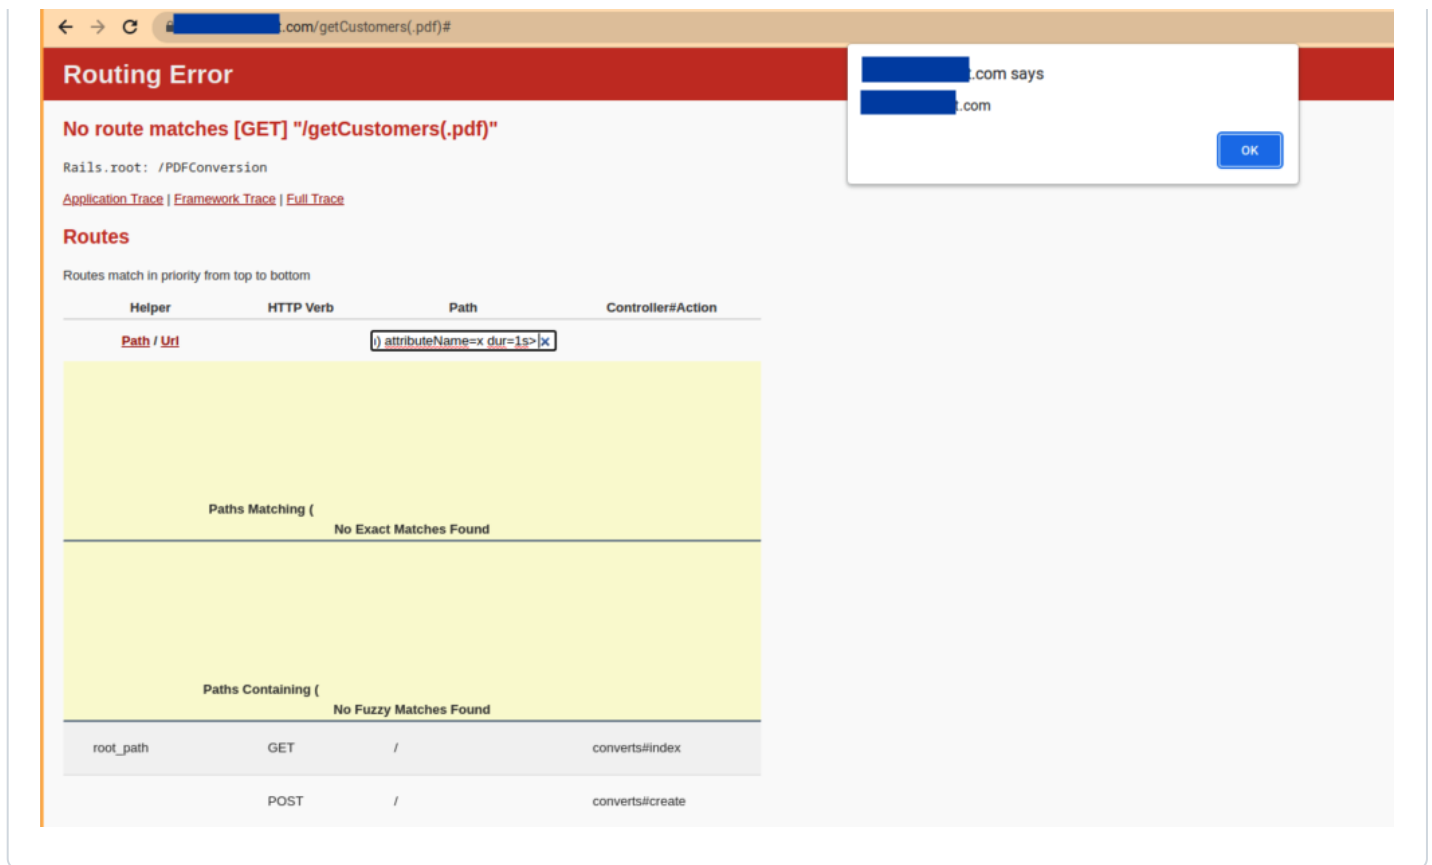 .com/getCustomers(.pdf)#
Routing Error
.com says
.com
OK
No route matches [GET] "/getCustomers(.pdf)"
Rails.root: /PDFConversion
Application Trace | Framework Trace | Full Trace
Routes
Routes match in priority from top to bottom
Helper HTTP Verb Path Controller#Action
Path / Url ) attributeName=x dur=1s>
Paths Matching (
No Exact Matches Found
Paths Containing (
No Fuzzy Matches Found
root_path GET / converts#index
POST / converts#create